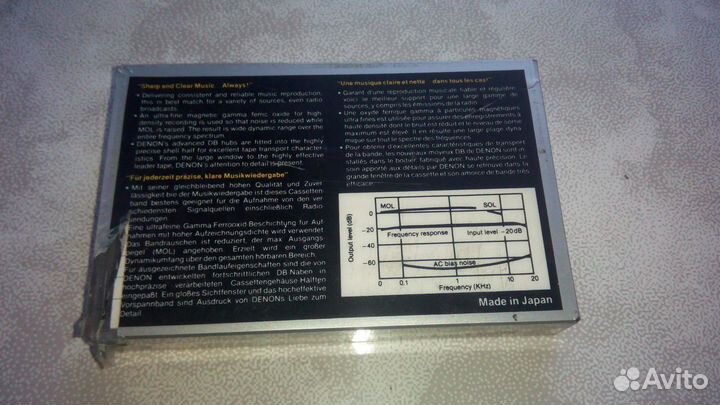 "Sharp and Clear Music Always!"
• Delivering consistent and reliable music reproduction,
this is best match for a variety of sources, even radio
broadcasts.
• An ultra-fine magnetic gamma ferric oxide for high-
density recording is used so that noise is reduced while
MOL is raised. The result is wide dynamic range over the
entire frequency spectrum.
• DENON's advanced DB hubs are fitted into the highly
precise shell half for excellent tape transport character-
istics. From the large window to the highly effective
leader tape, DENON's attention to detail is present.
"Für jederzeit präzise, klare Musikwiedergabe"
• Mit seiner gleichbleibend hohen Qualität und Zuver
lässigkeit bie der Musikwiedergabe ist dieses Cassetten
band bestens geeignet für die Aufnahme von den ver
schiedemsten Signalquellen einschließlich Radio
sendungen.
Eine ultrafeine Gamma Ferrooxid Beschichtung für Auf
nahmen mit hoher Aufzeichnungsdichte wird verwendet
Das Bandrauschen ist reduziert, der max Ausgangs
pegel (MOL) angehoben. Erzielt wird ein großer
Dynamikumfang über den gesamten hörbaren Bereich.
Für ausgezeichnete Bandlaufeigenschaften sind die von
DENON entwickelten fortschrittlichen DB Naben in
hochpräzise verarbeiteten Cassettengehäuse Hälften
eingepaßt. Ein großes Sichtfenster und das hocheffektive
Vorspannband sind Ausdruck von DENONs Liebe zum
Detail.
"Une musique claire et nette dans tous les cas!"
• Garant d'une reproduction musicale fiable et régulière,
voici le meilleur support pour une large gamme de
sources, y compris les émissions de la radio.
• Une oxyde ferrique gamma à particules magnétiques
ultra fines est utilisé pour assurer des enregistrements à
haute densité dont le bruit est réduit et le niveau de sortie
maximum est élevé. Il en résulte une large plage dyna
mique sur tout le spectre des fréquences.
• Pour obtenir d'excellentes caractéristiques de transport
de la bande, les nouveaux moyeux DB de DENON sont in
stallés dans le boîtier fabriqué avec haute précision. Le
soin apporté aux détails par DENON se retrouve dans la
grande fenêtre de la cassette et son amorce de bande très
efficace.
Output level (dB)
0
-20
-40
-60
MOL
SOL
Frequency response
Input level -20dB
AC bias noise
0 0.1 1 10 20
Frequency (KHz)
Made in Japan
Avito